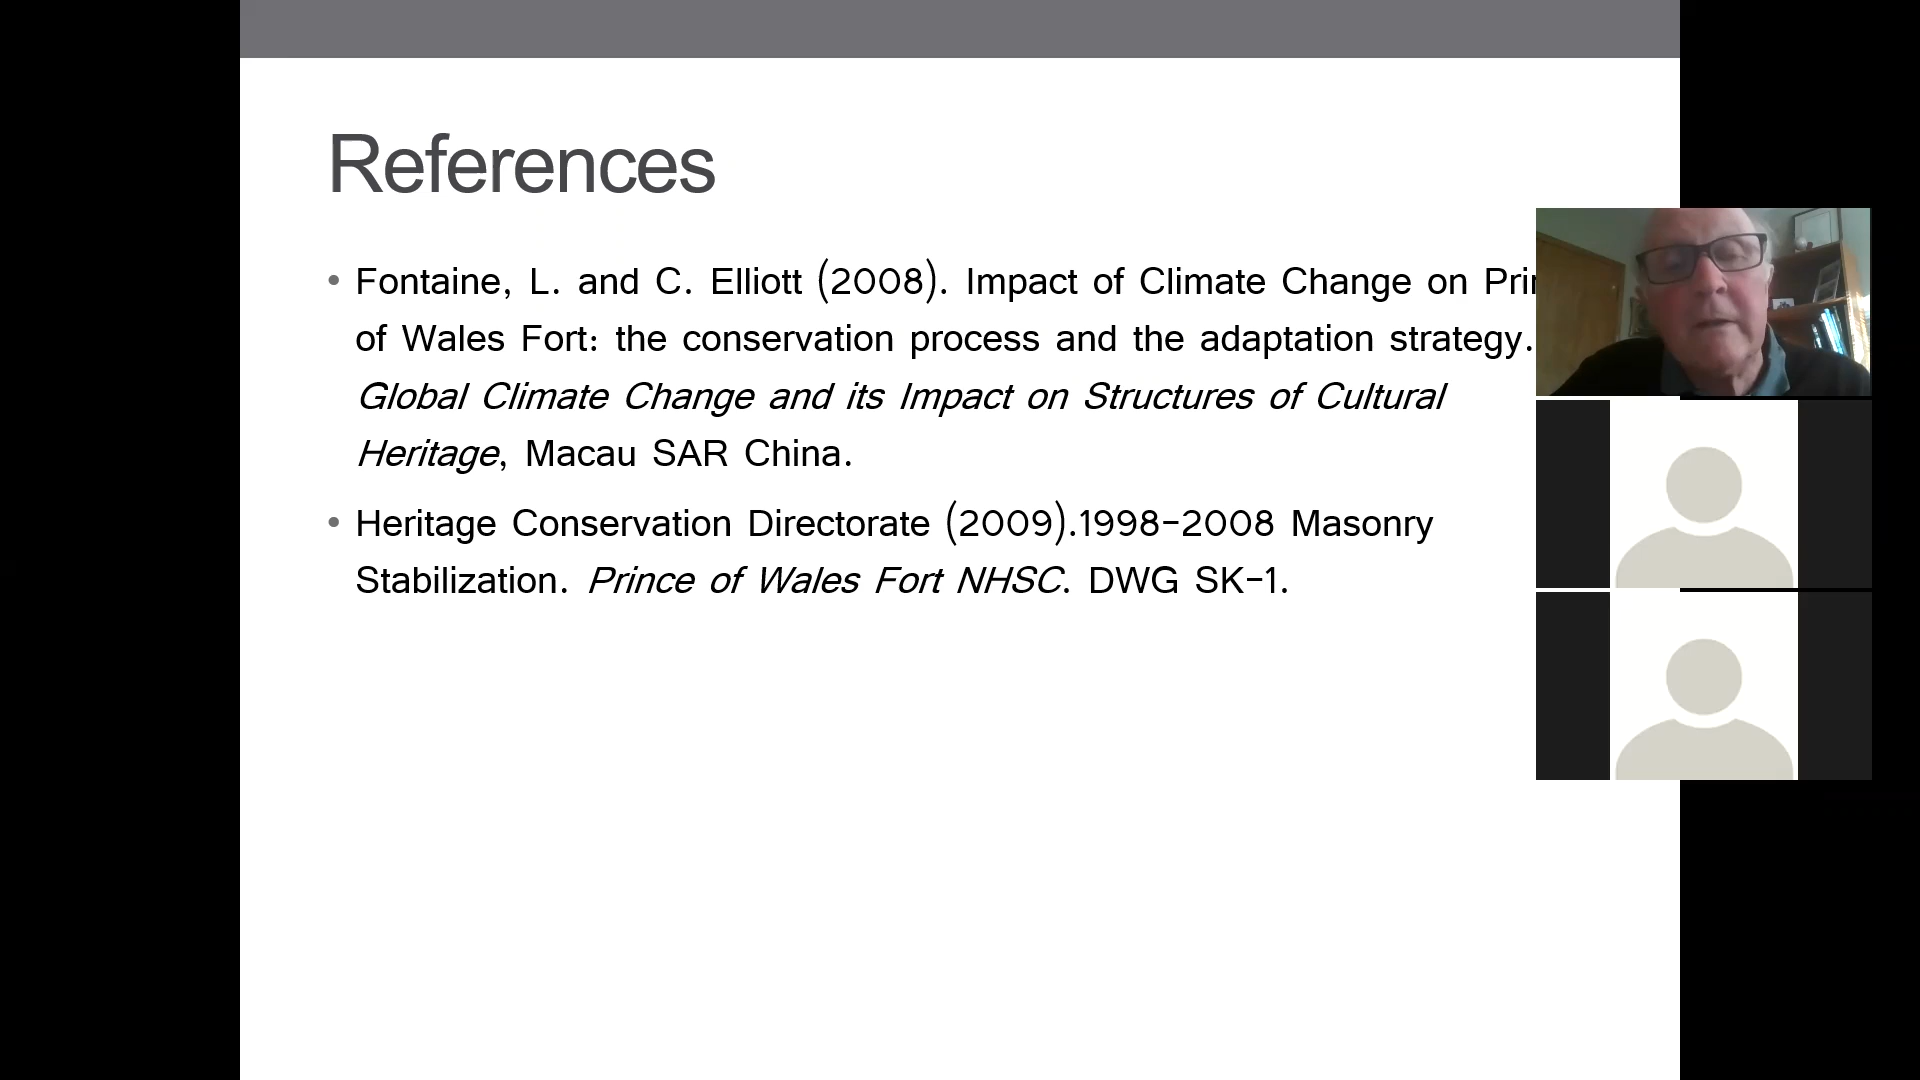 References
• Fontaine, L. and C. Elliott (2008). Impact of Climate Change on
of Wales Fort: the conservation process and the adaptation strategy.
Global Climate Change and its Impact on Structures of Cultural
Heritage, Macau SAR China.
• Heritage Conservation Directorate (2009).1998-2008 Masonry
Stabilization. Prince of Wales Fort NHSC. DWG SK-1.